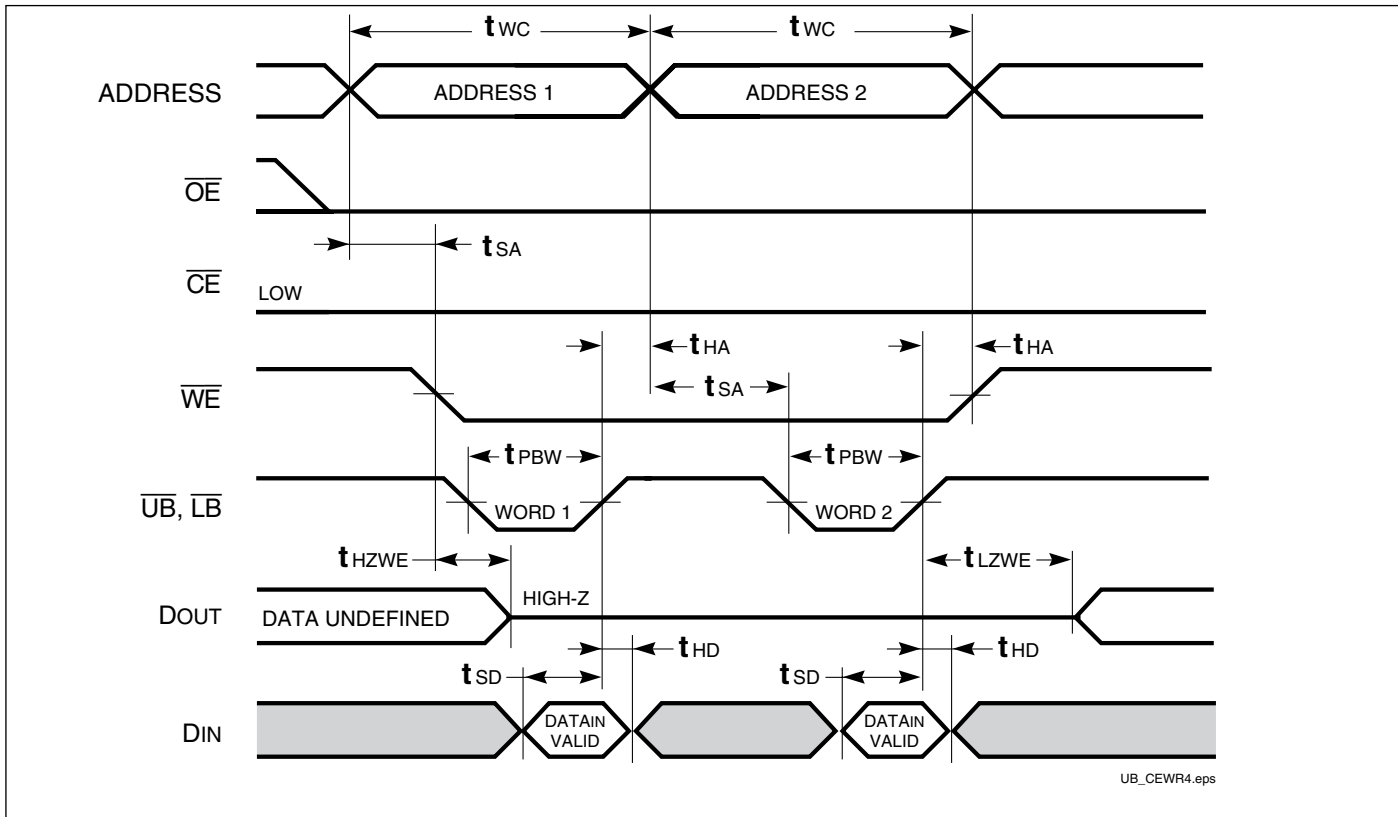 tWC tWC
ADDRESS ADDRESS 1 ADDRESS 2
OE
tSA
CE LOW
tHA tHA
WE tSA
tPBW tPBW
UB, LB WORD 1 WORD 2
tHZWE tLZWE
DOUT DATA UNDEFINED HIGH-Z
tHD tHD
tSD tSD
DIN DATAIN VALID DATAIN VALID
UB_CEWR4.eps